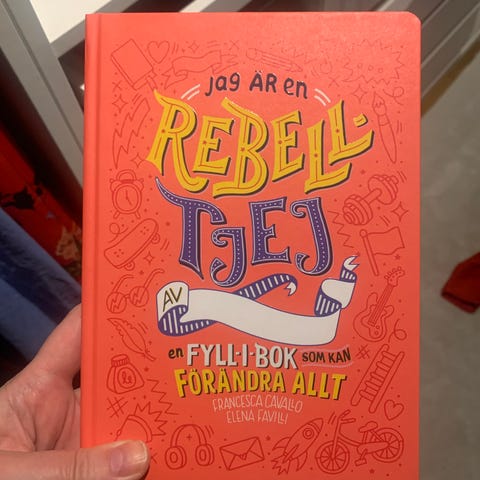 Jag ÄR en
REBELL-
TJEJ
AV
en FYLL-I-BOK SOM KAN
FÖRÄNDRA ALLT
FRANCESCA CAVALLO
ELENA FAVILLI